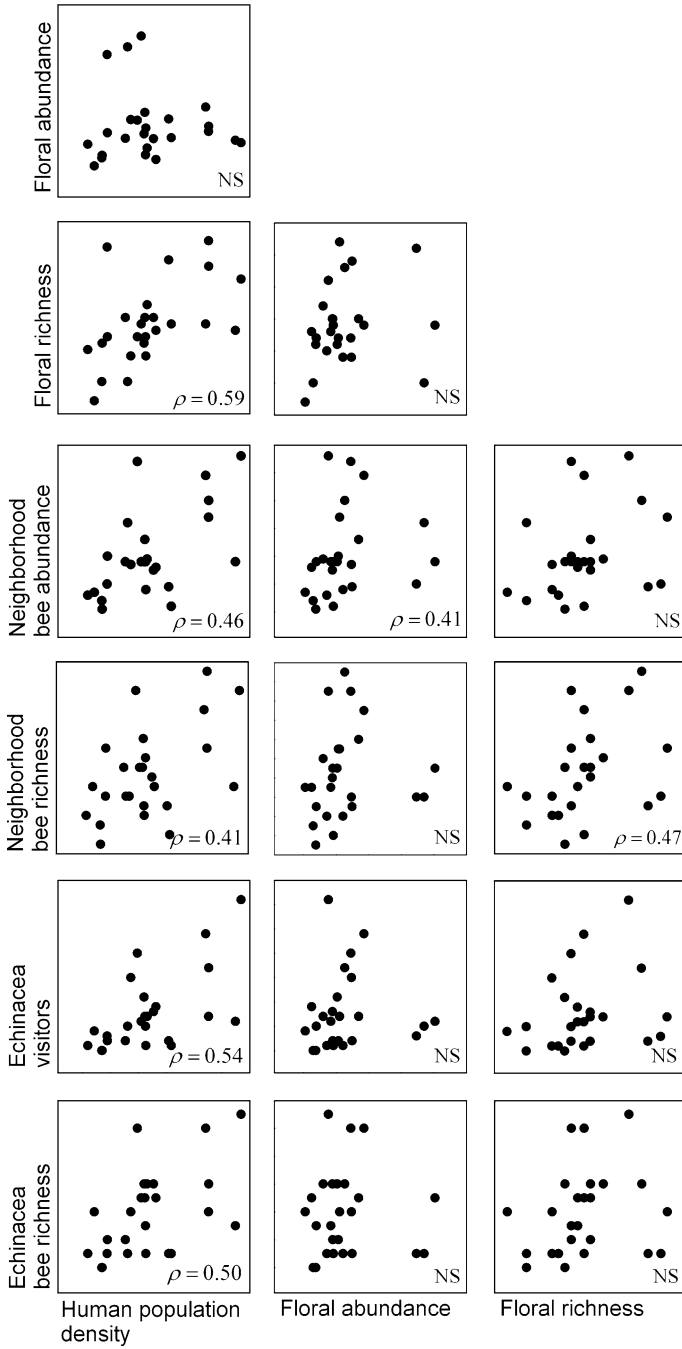 Floral abundance
NS
Floral richness
ρ = 0.59
NS
Neighborhood
bee abundance
ρ = 0.46
ρ = 0.41
NS
Neighborhood
bee richness
ρ = 0.41
NS
ρ = 0.47
Echinacea
visitors
ρ = 0.54
NS
NS
Echinacea
bee richness
ρ = 0.50
NS
NS
Human population
density
Floral abundance
Floral richness